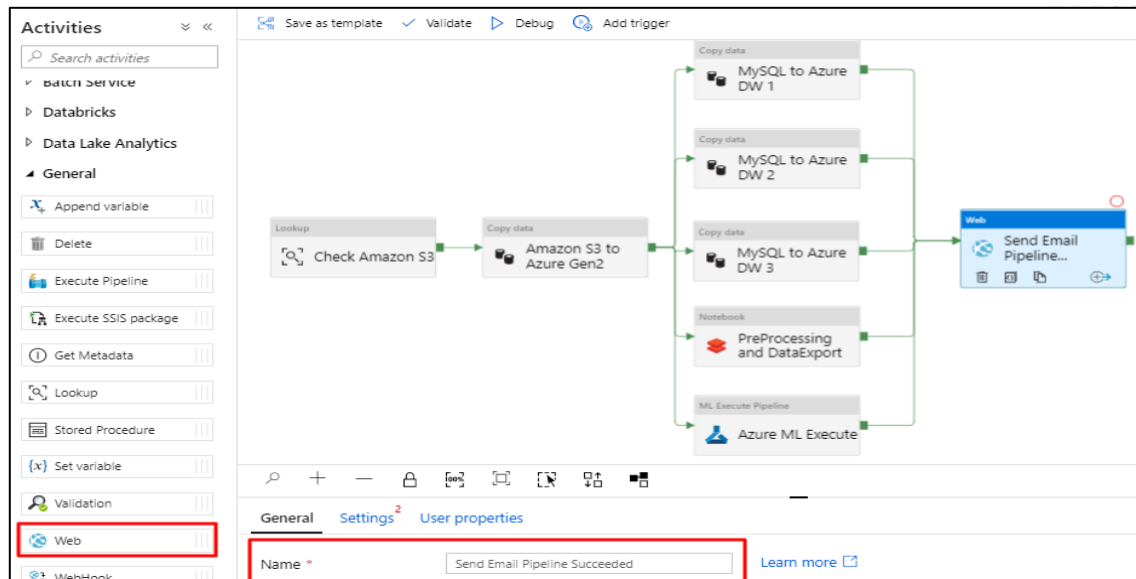 Activities
Search activities
Batch Service
Databricks
Data Lake Analytics
General
Append variable
Delete
Execute Pipeline
Execute SSIS package
Get Metadata
Lookup
Stored Procedure
{x} Set variable
Validation
Web
WebHook
Save as template
Validate
Debug
Add trigger
Lookup
Check Amazon S3
Copy data
Amazon S3 to
Azure Gen2
Copy data
MySQL to Azure
DW 1
Copy data
MySQL to Azure
DW 2
Copy data
MySQL to Azure
DW 3
Notebook
PreProcessing
and DataExport
ML Execute Pipeline
Azure ML Execute
Web
Send Email
Pipeline...
100%
General
Settings 2
User properties
Name *
Send Email Pipeline Succeeded
Learn more